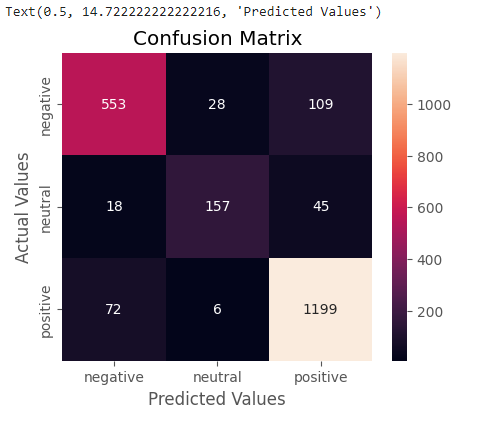 Text(0.5, 14.722222222222216, 'Predicted Values')
Confusion Matrix
Actual Values
negative
553 28 109
neutral
18 157 45
positive
72 6 1199
negative neutral positive
Predicted Values
1000
800
600
400
200